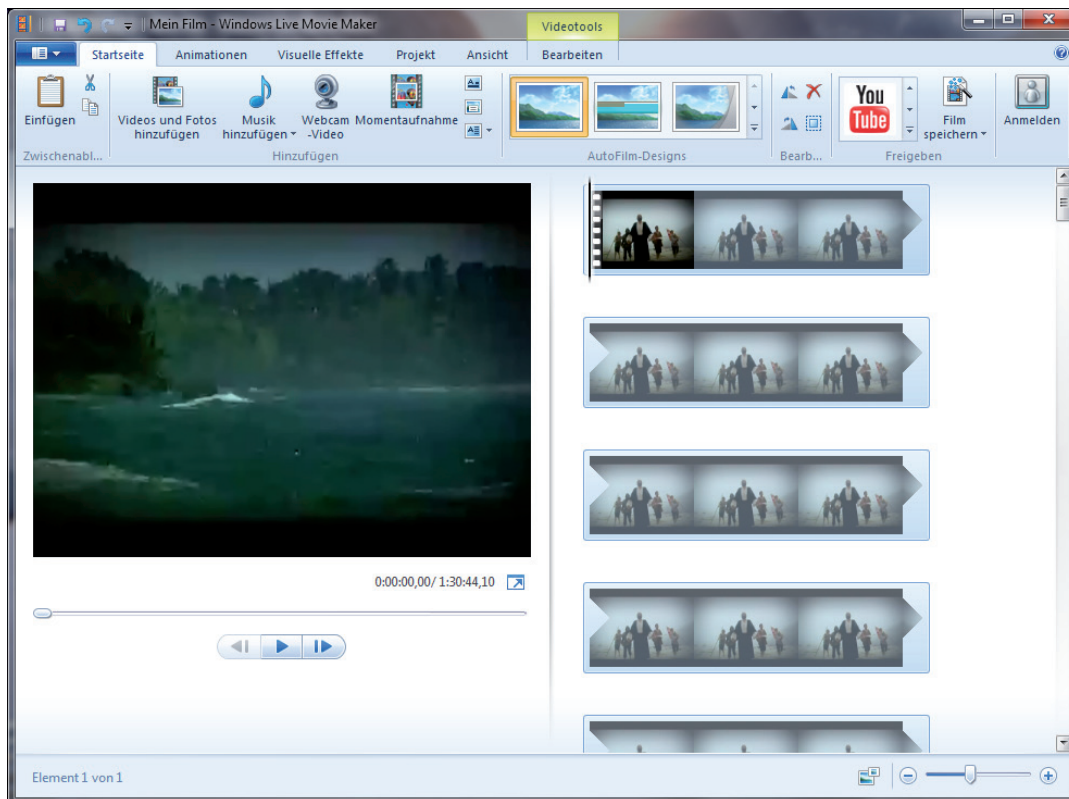 Mein Film - Windows Live Movie Maker
Videotools
Startseite Animationen Visuelle Effekte Projekt Ansicht Bearbeiten
Einfügen
Videos und Fotos
hinzufügen
Musik
hinzufügen
Webcam
-Video
Momentaufnahme
You
Tube
Film
speichern
Anmelden
Zwischenabl...
Hinzufügen
AutoFilm-Designs
Bearb...
Freigeben
0:00:00,00/ 1:30:44,10
Element 1 von 1